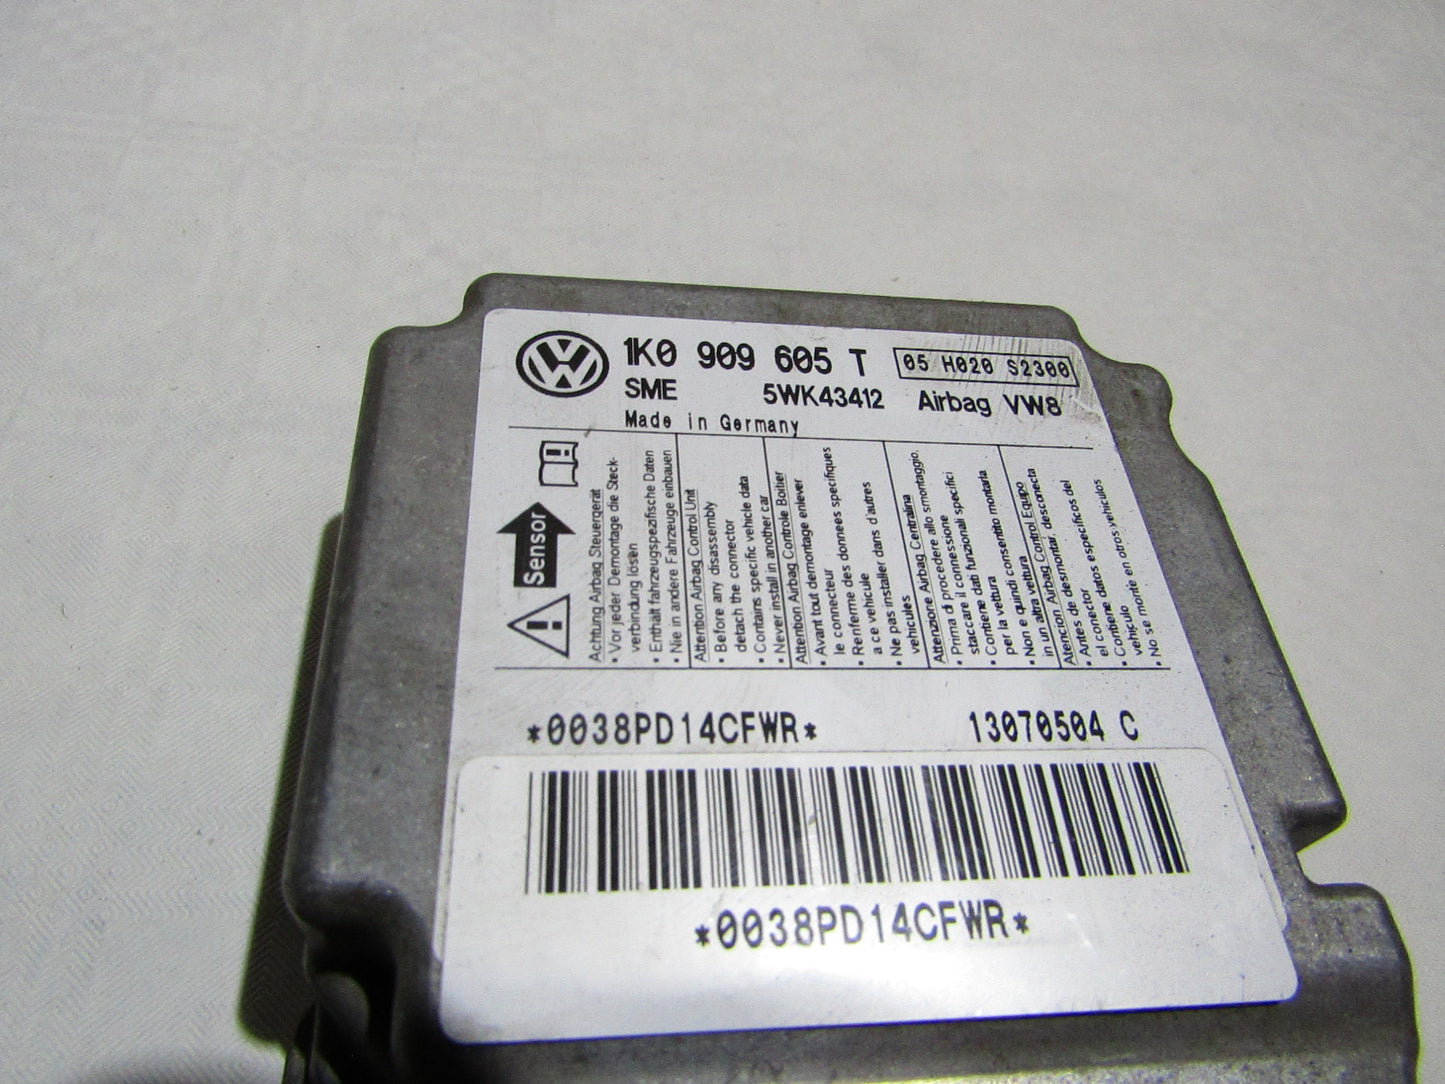 1K0 909 605 T 05 H020 S2300
SME 5WK43412 Airbag VW8
Made in Germany
Sensor
Achtung Airbag Steuergerät
• Vor jeder Demontage die Steck-
verbindung lösen
• Enthält fahrzeugspezifische Daten
• Nie in andere Fahrzeuge einbauen
Attention Airbag Control Unit
• Before any disassembly
detach the connector
• Contains specific vehicle data
• Never install in another car
Attention Airbag Controle Boitier
• Avant tout demontage enlever
le connecteur
• Renferme des donnees specifiques
a ce vehicule
• Ne pas installer dans d'autres
vehicules
Attenzione Airbag Centralina
• Prima di procedere allo smontaggio,
staccare il connessione
• Contiene dati funzionali specifici
per la vettura
• Non e quindi consentito montarla
in un altra vettura
Atencion Airbag Control Equipo
• Antes de desmontar, desconecta
el conector
• Contiene datos especificos del
vehiculo
• No se monte en otros vehiculos
*0038PD14CFWR* 13070504 C
*0038PD14CFWR*